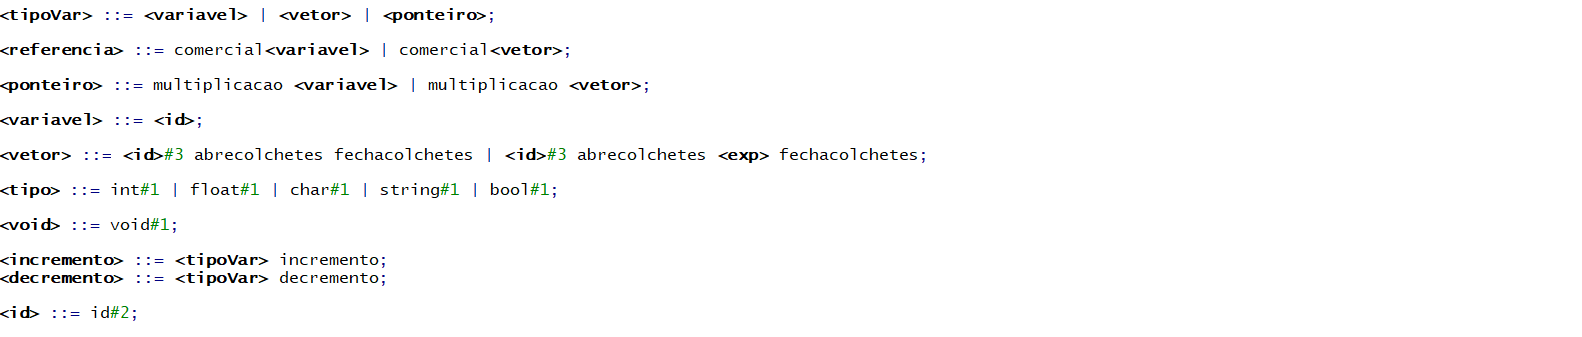 <tipoVar> ::= <variavel> | <vetor> | <ponteiro>;
<referencia> ::= comercial<variavel> | comercial<vetor>;
<ponteiro> ::= multiplicacao <variavel> | multiplicacao <vetor>;
<variavel> ::= <id>;
<vetor> ::= <id>#3 abrecolchetes fechacolchetes | <id>#3 abrecolchetes <exp> fechacolchetes;
<tipo> ::= int#1 | float#1 | char#1 | string#1 | bool#1;
<void> ::= void#1;
<incremento> ::= <tipoVar> incremento;
<decremento> ::= <tipoVar> decremento;
<id> ::= id#2;